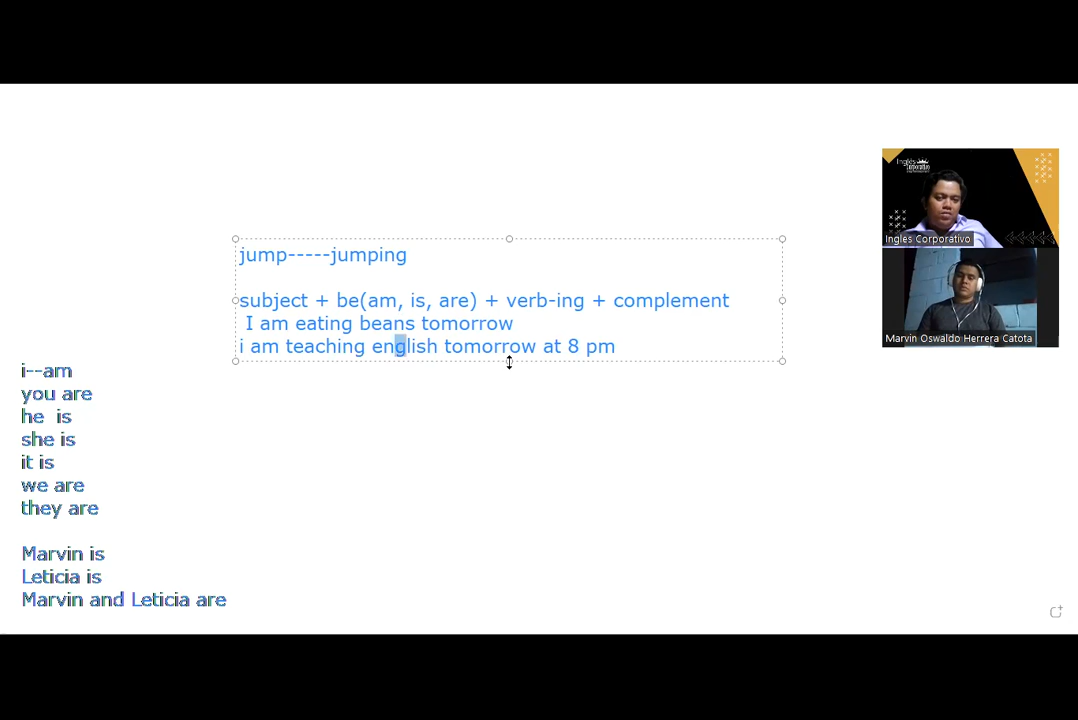 jump-----jumping
subject + be(am, is, are) + verb-ing + complement
I am eating beans tomorrow
i am teaching english tomorrow at 8 pm
i--am
you are
he  is
she is
it is
we are
they are
Marvin is
Leticia is
Marvin and Leticia are
Inglés
Corporativo
Ingles Corporativo
Marvin Oswaldo Herrera Catota